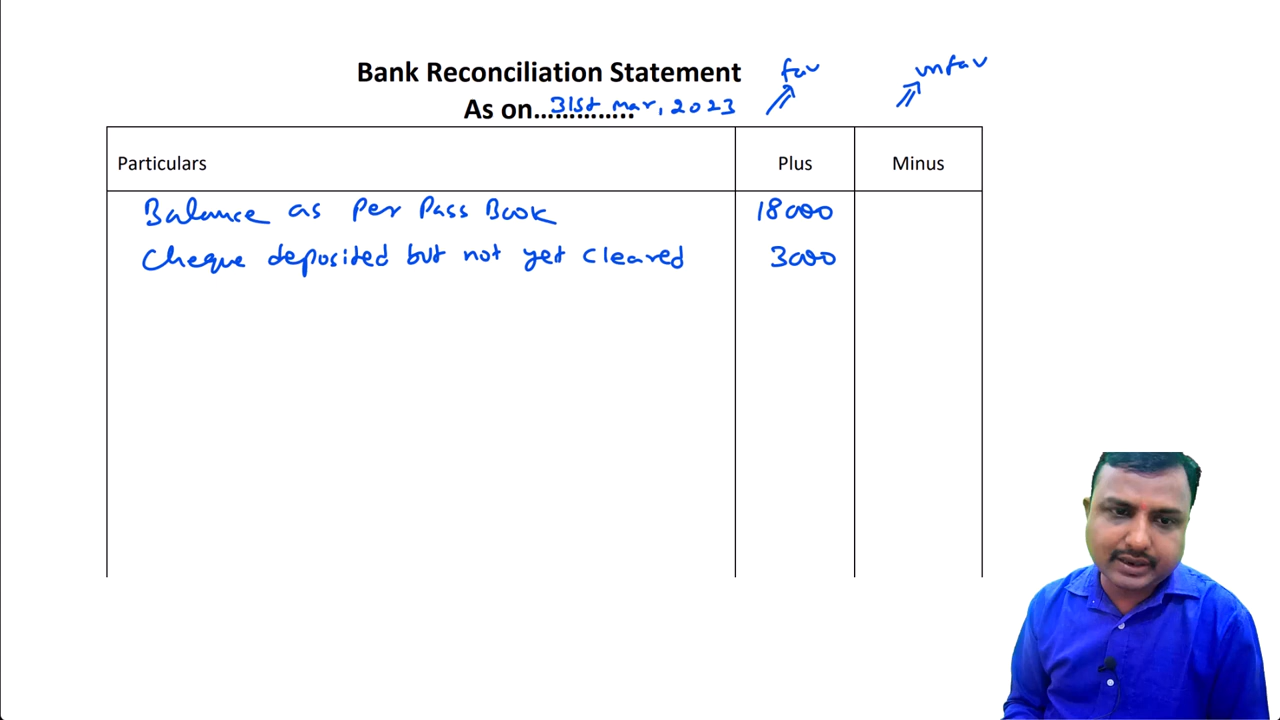 fav
unfav
Bank Reconciliation Statement
As on.............. 31st Mar, 2023
Particulars Plus Minus
Balance as Per Pass Book 18000
Cheque deposited but not yet cleared 3000